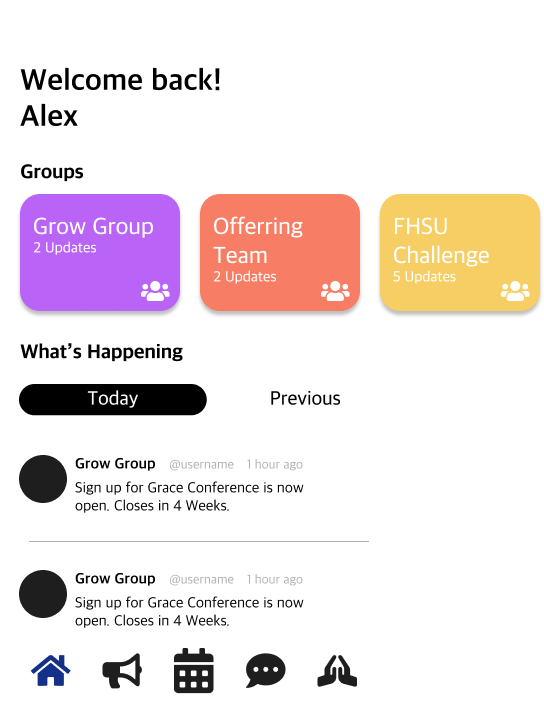 Welcome back!
Alex
Groups
Grow Group
2 Updates
Offerring
Team
2 Updates
FHSU
Challenge
5 Updates
What's Happening
Today
Previous
Grow Group @username 1 hour ago
Sign up for Grace Conference is now
open. Closes in 4 Weeks.
Grow Group @username 1 hour ago
Sign up for Grace Conference is now
open. Closes in 4 Weeks.